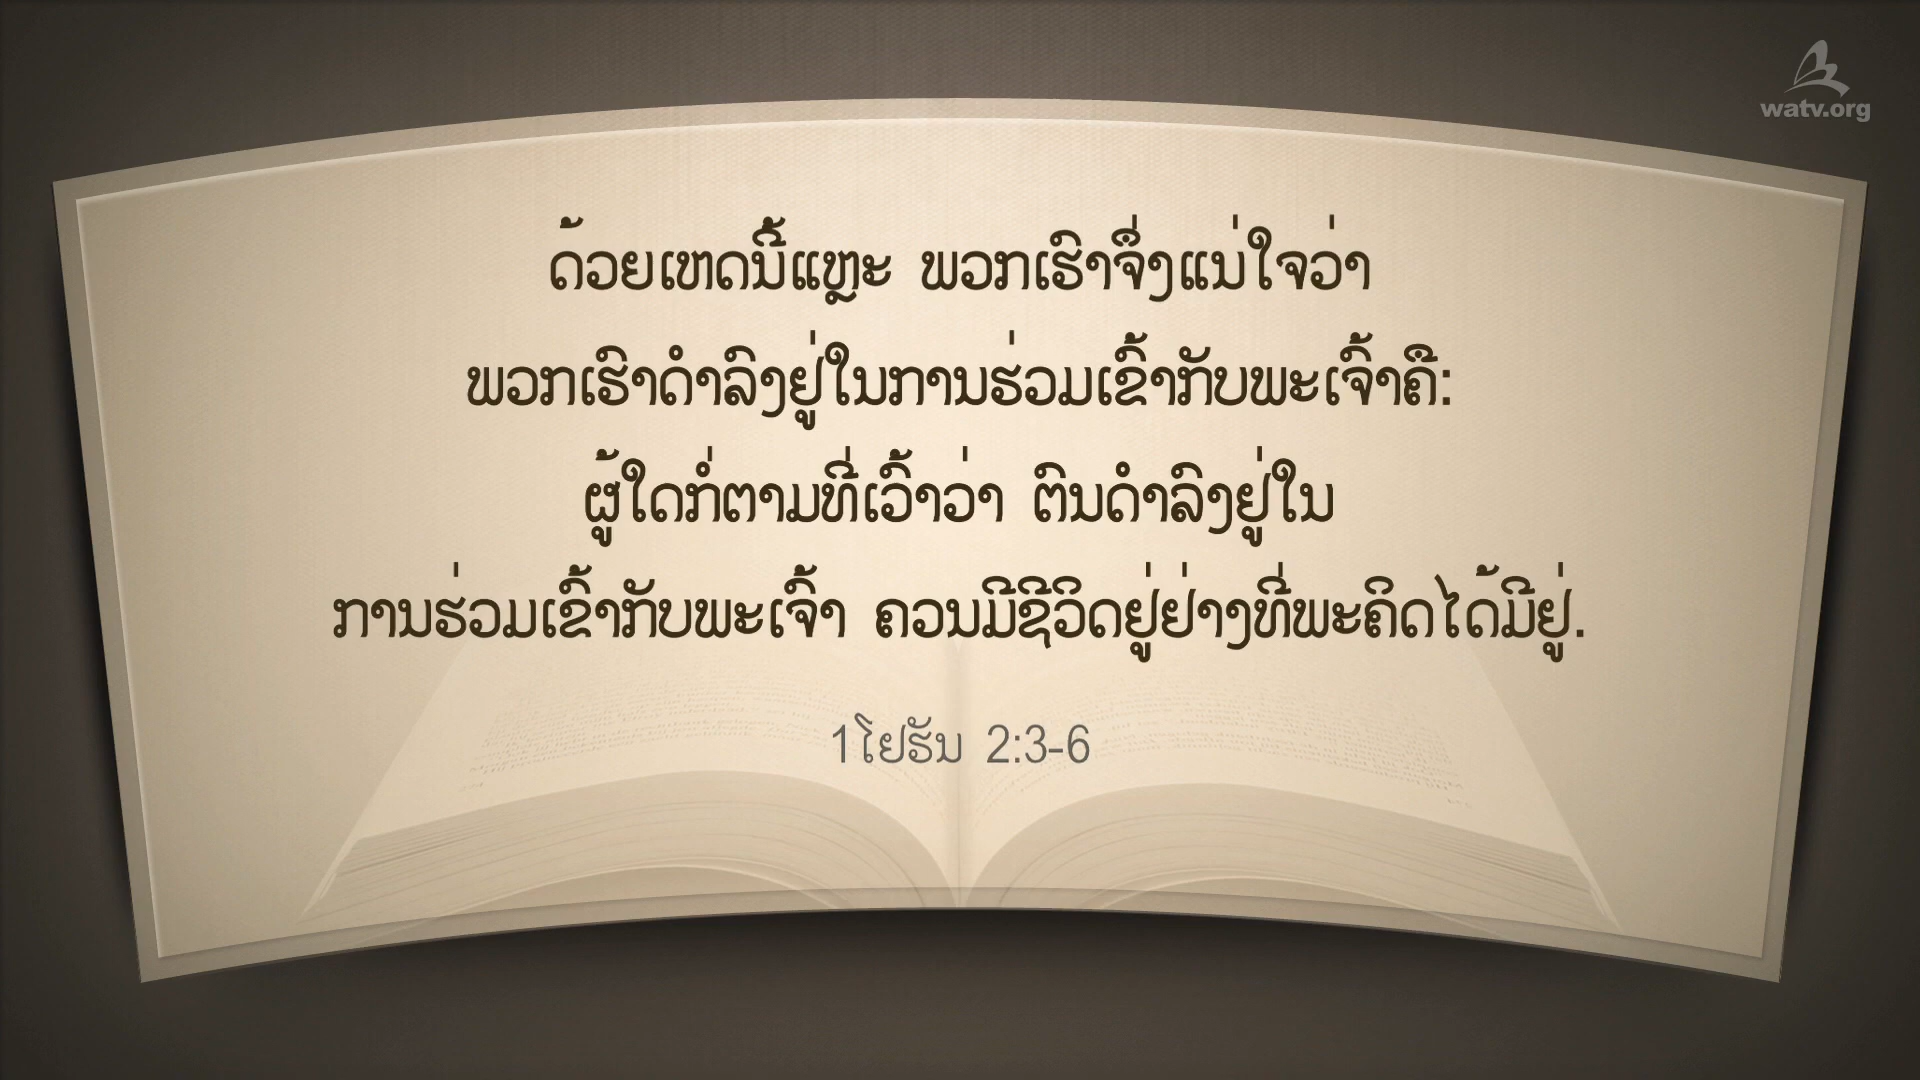 watv.org
ດ້ວຍເຫດນີ້ແຫຼະ ພວກເຮົາຈຶ່ງແນ່ໃຈວ່າ
ພວກເຮົາດຳລົງຢູ່ໃນການຮ່ວມເຂົ້າກັບພະເຈົ້າຄື:
ຜູ້ໃດກໍ່ຕາມທີ່ເວົ້າວ່າ ຕົນດຳລົງຢູ່ໃນ
ການຮ່ວມເຂົ້າກັບພະເຈົ້າ ຄວນມີຊີວິດຢູ່ຢ່າງທີ່ພະຄິດໄດ້ມີຢູ່.
1ໂຢຮັນ 2:3-6